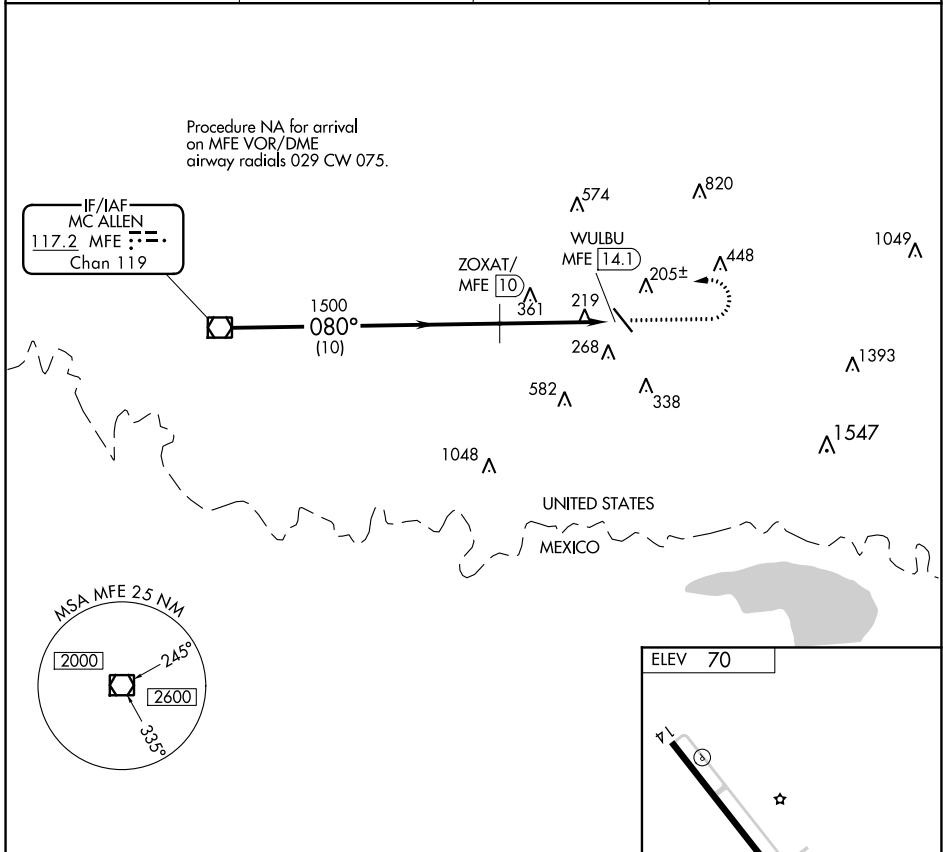 Procedure NA for arrival
on MFE VOR/DME
airway radials 029 CW 075.
IF/IAF
MC ALLEN
117.2 MFE
Chan 119
574
820
1049
WULBU
MFE 14.1
448
205±
ZOXAT/
MFE 10
361
219
1500
080°
(10)
268
1393
582
338
1547
1048
UNITED STATES
MEXICO
MSA MFE 25 NM
2000
245°
2600
335°
ELEV 70
14
P